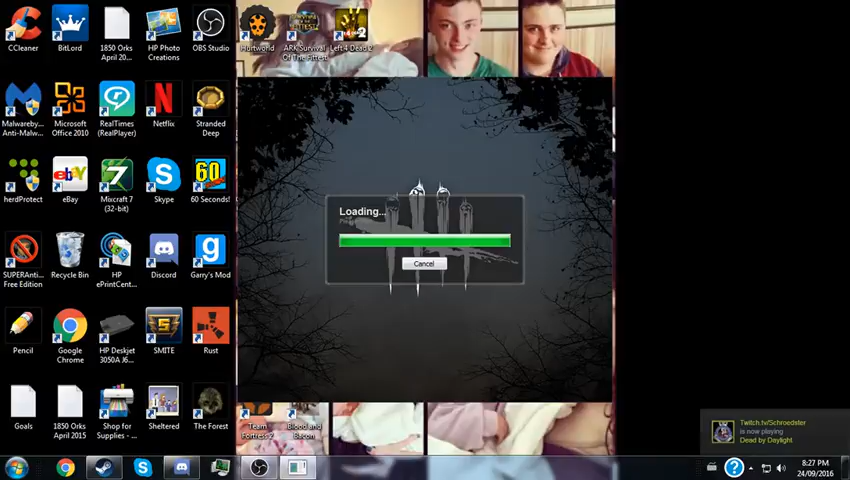 CCleaner
BitLord
1850 Orks
April 20...
HP Photo
Creations
OBS Studio
Hurtworld
ARK Survival
Of The Fittest
Left 4 Dead 2
Malwareby...
Anti-Malw...
Microsoft
Office 2010
RealTimes
(RealPlayer)
Netflix
Stranded
Deep
herdProtect
eBay
Mixcraft 7
(32-bit)
Skype
60 Seconds!
SUPERAnti...
Free Edition
Recycle Bin
HP
ePrintCent...
Discord
Garry's Mod
Pencil
Google
Chrome
HP Deskjet
3050A J6...
SMITE
Rust
Goals
1850 Orks
April 2015
Shop for
Supplies - ...
Sheltered
The Forest
Team
Fortress 2
Blood and
Bacon
Loading...
Cancel
Twitch.tv/Schroedster
is now playing
Dead by Daylight
8:27 PM
24/09/2016